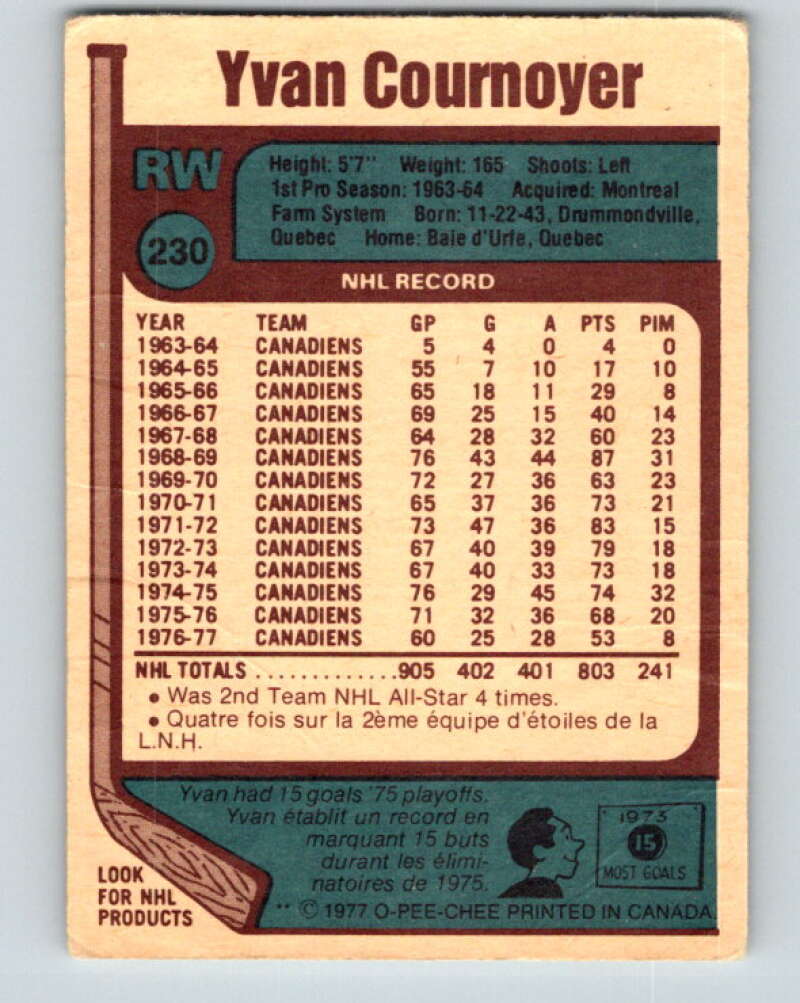 Yvan Cournoyer
RW
230
Height: 5'7" Weight: 165 Shoots: Left
1st Pro Season: 1963-64 Acquired: Montreal
Farm System Born: 11-22-43, Drummondville,
Quebec Home: Baie d'Urfe, Quebec
NHL RECORD
YEAR TEAM GP G A PTS PIM
1963-64 CANADIENS 5 4 0 4 0
1964-65 CANADIENS 55 7 10 17 10
1965-66 CANADIENS 65 18 11 29 8
1966-67 CANADIENS 69 25 15 40 14
1967-68 CANADIENS 64 28 32 60 23
1968-69 CANADIENS 76 43 44 87 31
1969-70 CANADIENS 72 27 36 63 23
1970-71 CANADIENS 65 37 36 73 21
1971-72 CANADIENS 73 47 36 83 15
1972-73 CANADIENS 67 40 39 79 18
1973-74 CANADIENS 67 40 33 73 18
1974-75 CANADIENS 76 29 45 74 32
1975-76 CANADIENS 71 32 36 68 20
1976-77 CANADIENS 60 25 28 53 8
NHL TOTALS .............905 402 401 803 241
• Was 2nd Team NHL All-Star 4 times.
• Quatre fois sur la 2ème équipe d'étoiles de la
L.N.H.
Yvan had 15 goals '75 playoffs.
Yvan établit un record en
marquant 15 buts
durant les élimi-
natoires de 1975.
1973
15
MOST GOALS
LOOK
FOR NHL
PRODUCTS
** © 1977 O-PEE-CHEE PRINTED IN CANADA